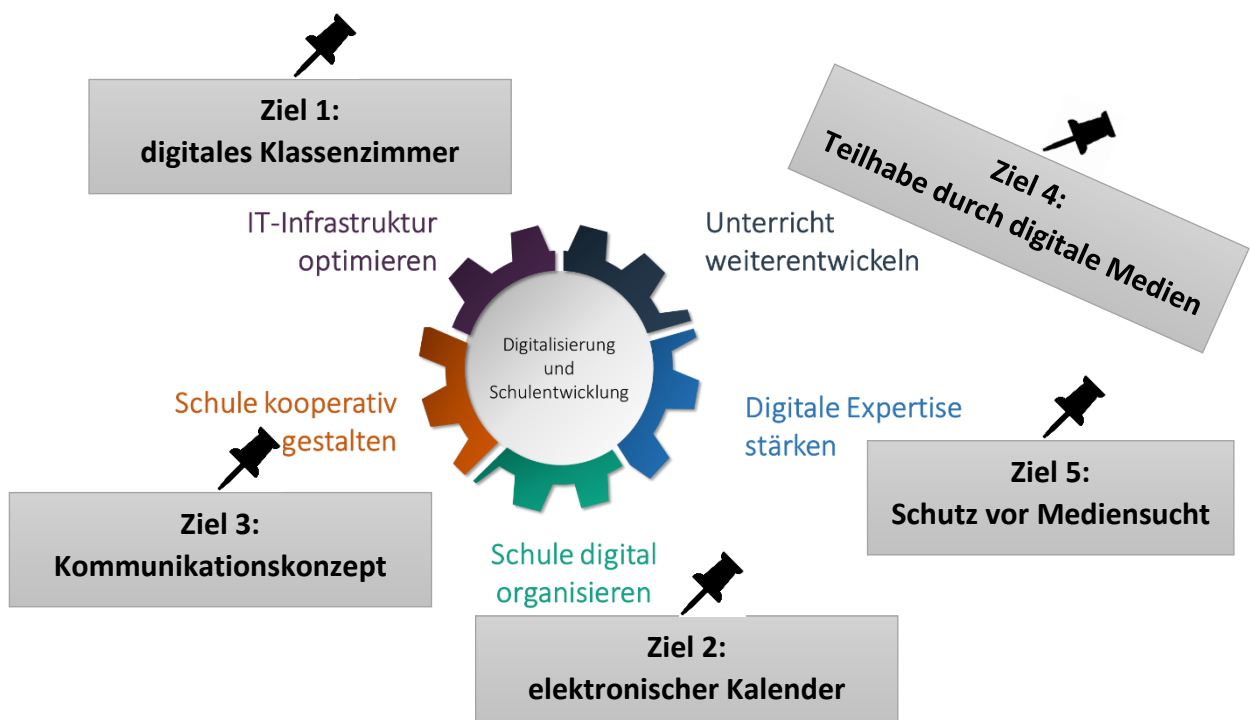 Ziel 1:
digitales Klassenzimmer
Ziel 4:
Teilhabe durch digitale Medien
IT-Infrastruktur
optimieren
Unterricht
weiterentwickeln
Digitalisierung
und
Schulentwicklung
Schule kooperativ
gestalten
Digitale Expertise
stärken
Ziel 5:
Schutz vor Mediensucht
Ziel 3:
Kommunikationskonzept
Schule digital
organisieren
Ziel 2:
elektronischer Kalender